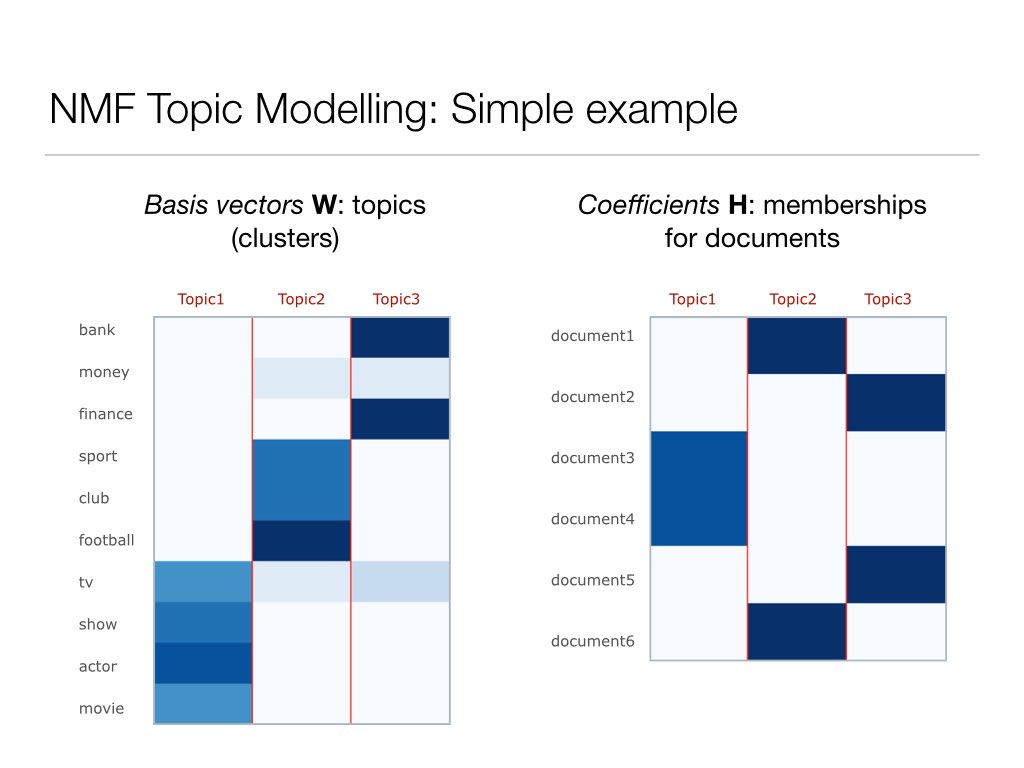 NMF Topic Modelling: Simple example
Basis vectors W: topics
(clusters)
Topic1 Topic2 Topic3
bank
money
finance
sport
club
football
tv
show
actor
movie
Coefficients H: memberships
for documents
Topic1 Topic2 Topic3
document1
document2
document3
document4
document5
document6